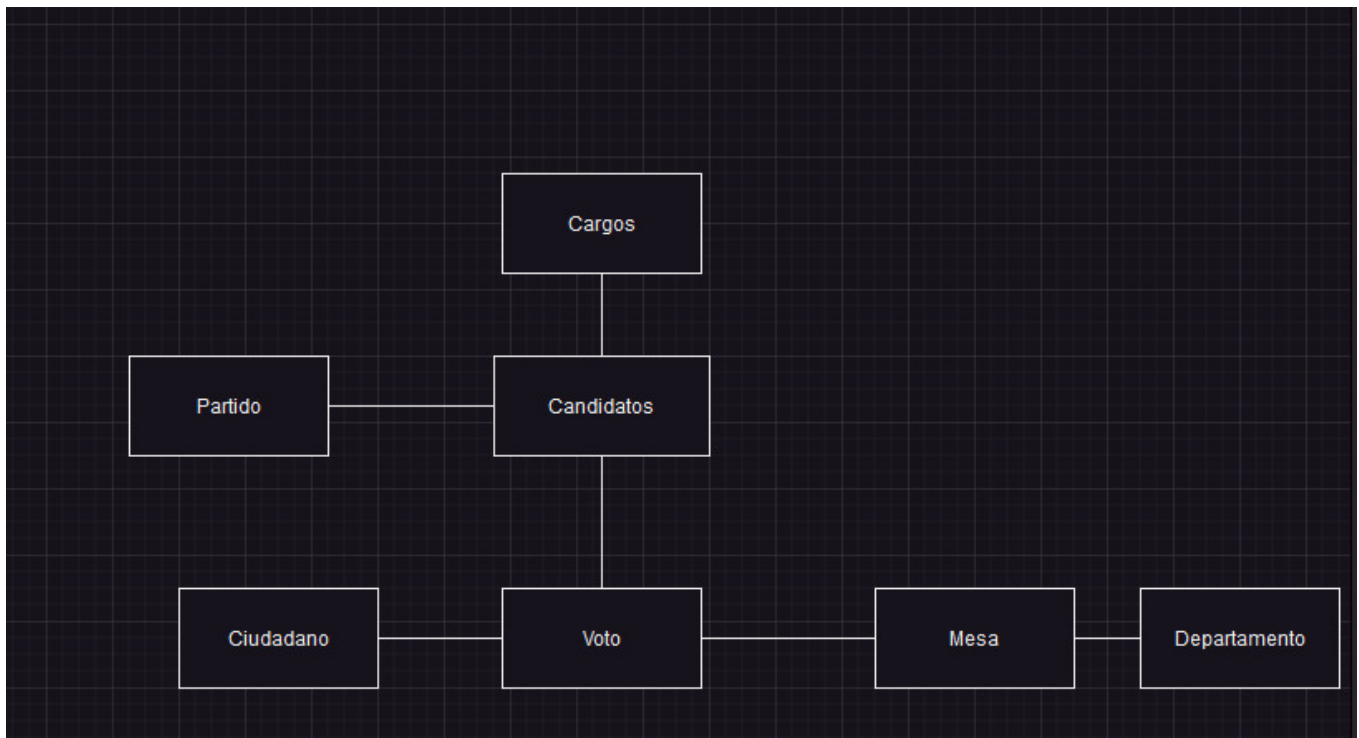 Cargos
Partido
Candidatos
Ciudadano
Voto
Mesa
Departamento